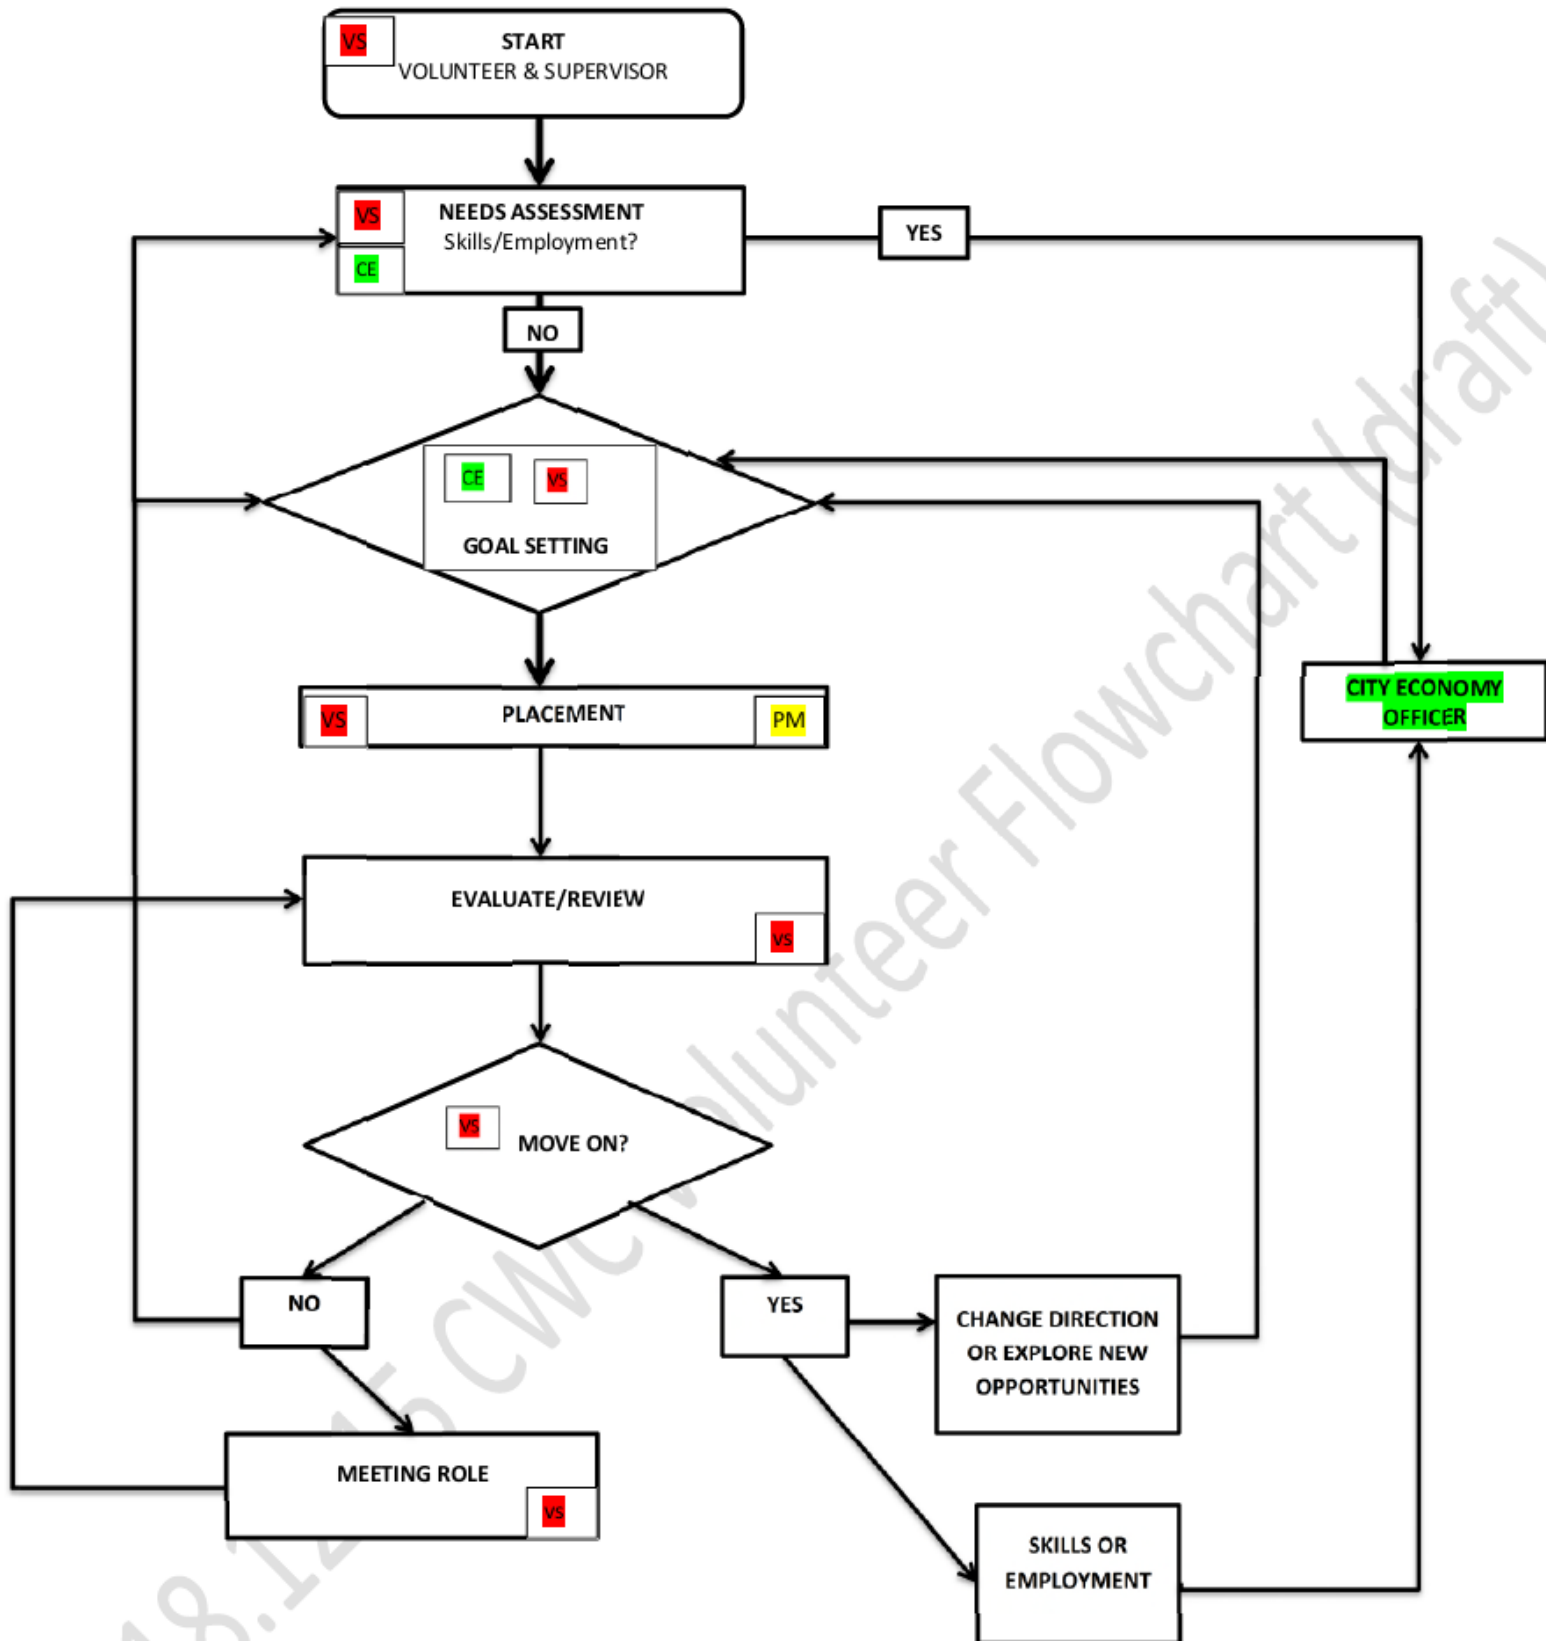 VS
START
VOLUNTEER & SUPERVISOR
VS
NEEDS ASSESSMENT
Skills/Employment?
CE
YES
NO
CE VS
GOAL SETTING
VS
PLACEMENT
PM
CITY ECONOMY
OFFICER
EVALUATE/REVIEW
VS
VS
MOVE ON?
NO
YES
CHANGE DIRECTION
OR EXPLORE NEW
OPPORTUNITIES
MEETING ROLE
VS
SKILLS OR
EMPLOYMENT
CWC Volunteer Flowchart (draft)